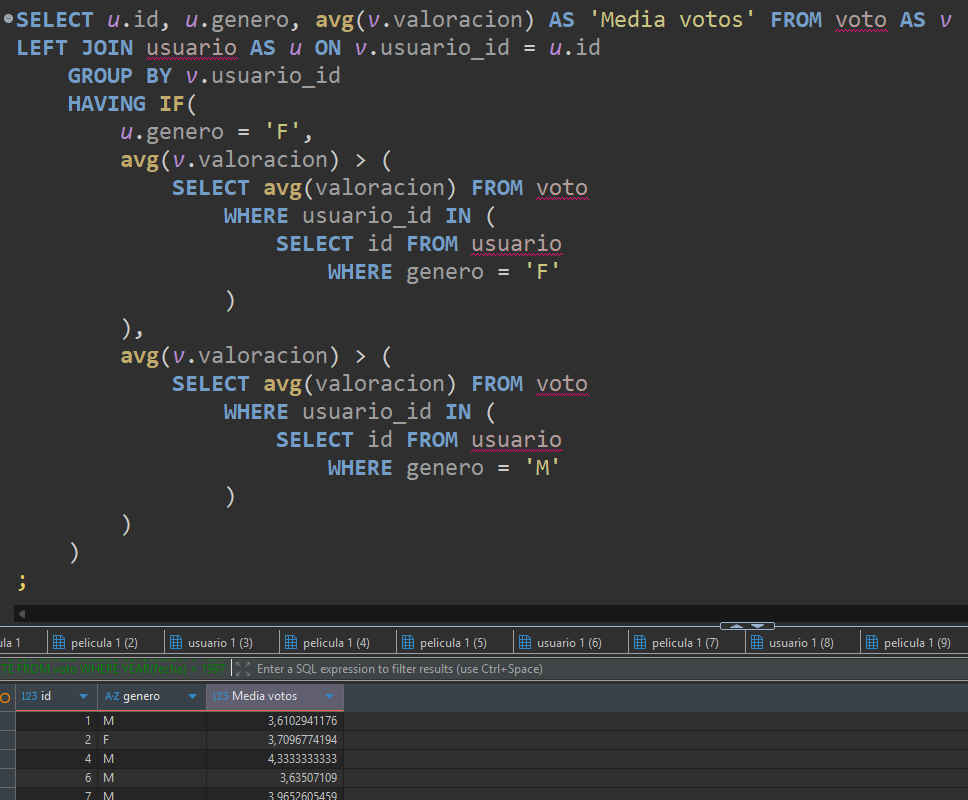 SELECT u.id, u.genero, avg(v.valoracion) AS 'Media votos' FROM voto AS v
LEFT JOIN usuario AS u ON v.usuario_id = u.id
GROUP BY v.usuario_id
HAVING IF(
u.genero = 'F',
avg(v.valoracion) > (
SELECT avg(valoracion) FROM voto
WHERE usuario_id IN (
SELECT id FROM usuario
WHERE genero = 'F'
)
),
avg(v.valoracion) > (
SELECT avg(valoracion) FROM voto
WHERE usuario_id IN (
SELECT id FROM usuario
WHERE genero = 'M'
)
)
)
;
ula 1 pelicula 1 (2) usuario 1 (3) pelicula 1 (4) pelicula 1 (5) usuario 1 (6) pelicula 1 (7) usuario 1 (8) pelicula 1 (9)
TE FROM voto WHERE YEAR(fecha) < 1997 Enter a SQL expression to filter results (use Ctrl+Space)
123 id A-Z genero 123 Media votos
1 M 3,6102941176
2 F 3,7096774194
4 M 4,3333333333
6 M 3,63507109
7 M 3,9652605459